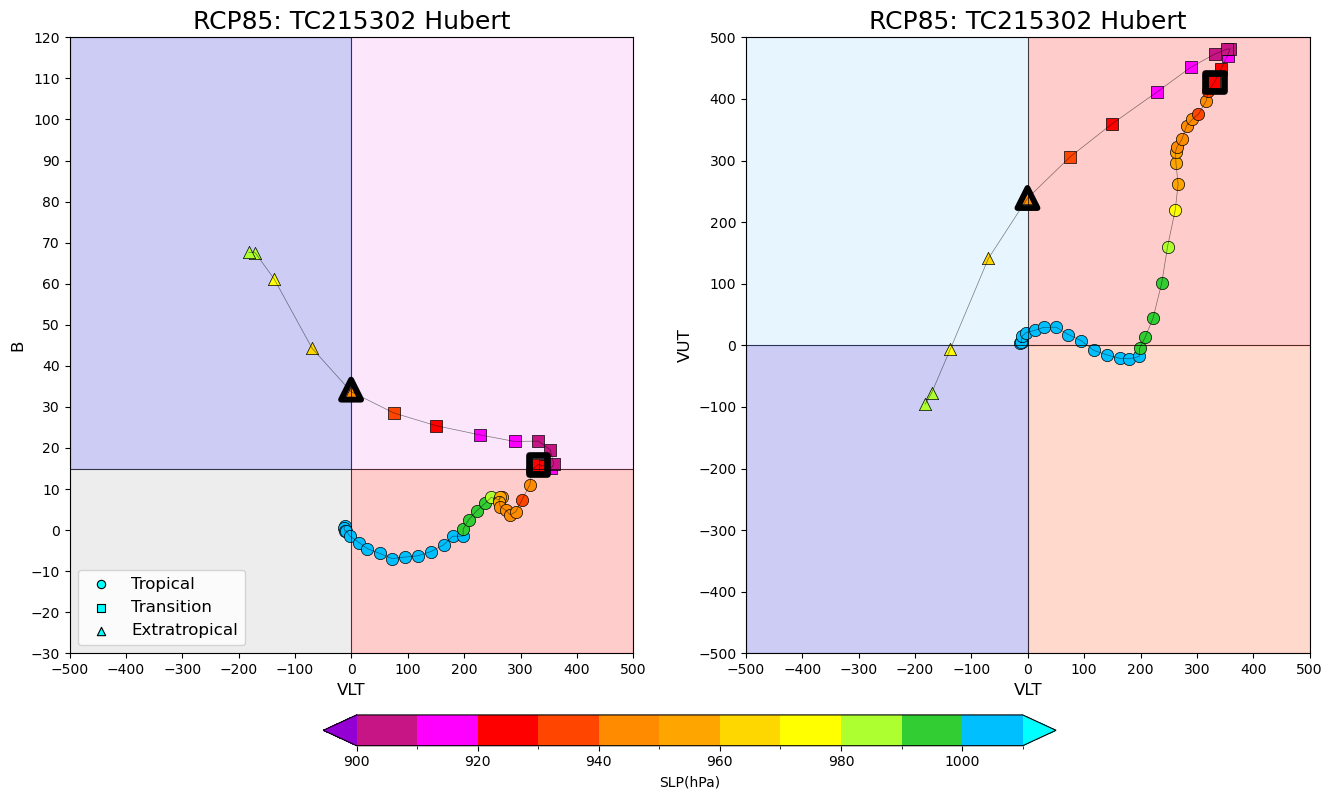 RCP85: TC215302 Hubert
120
110
100
90
80
70
60
50
40
30
20
10
0
−10
−20
−30
B
Tropical
Transition
Extratropical
−500 −400 −300 −200 −100 0 100 200 300 400 500
VLT
RCP85: TC215302 Hubert
500
400
300
200
100
0
−100
−200
−300
−400
−500
VUT
−500 −400 −300 −200 −100 0 100 200 300 400 500
VLT
900 920 940 960 980 1000
SLP(hPa)